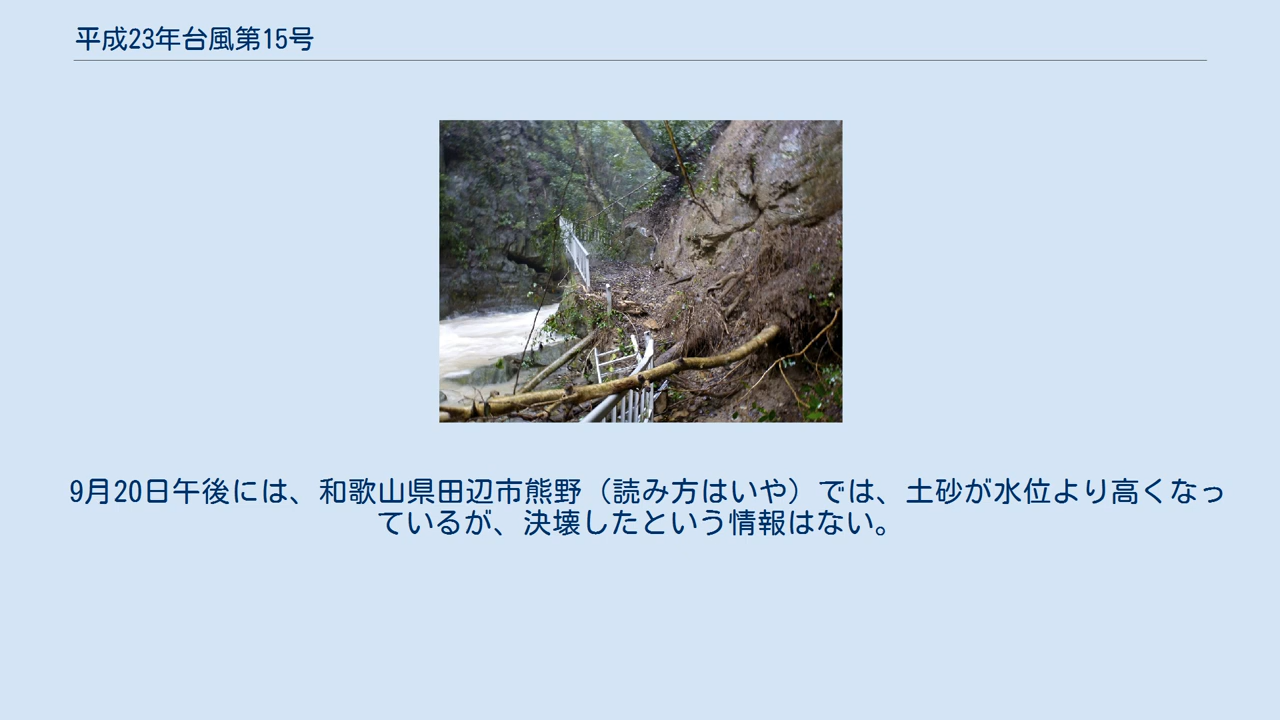 平成23年台風第15号
9月20日午後には、和歌山県田辺市熊野（読み方はいや）では、土砂が水位より高くなっ
ているが、決壊したという情報はない。